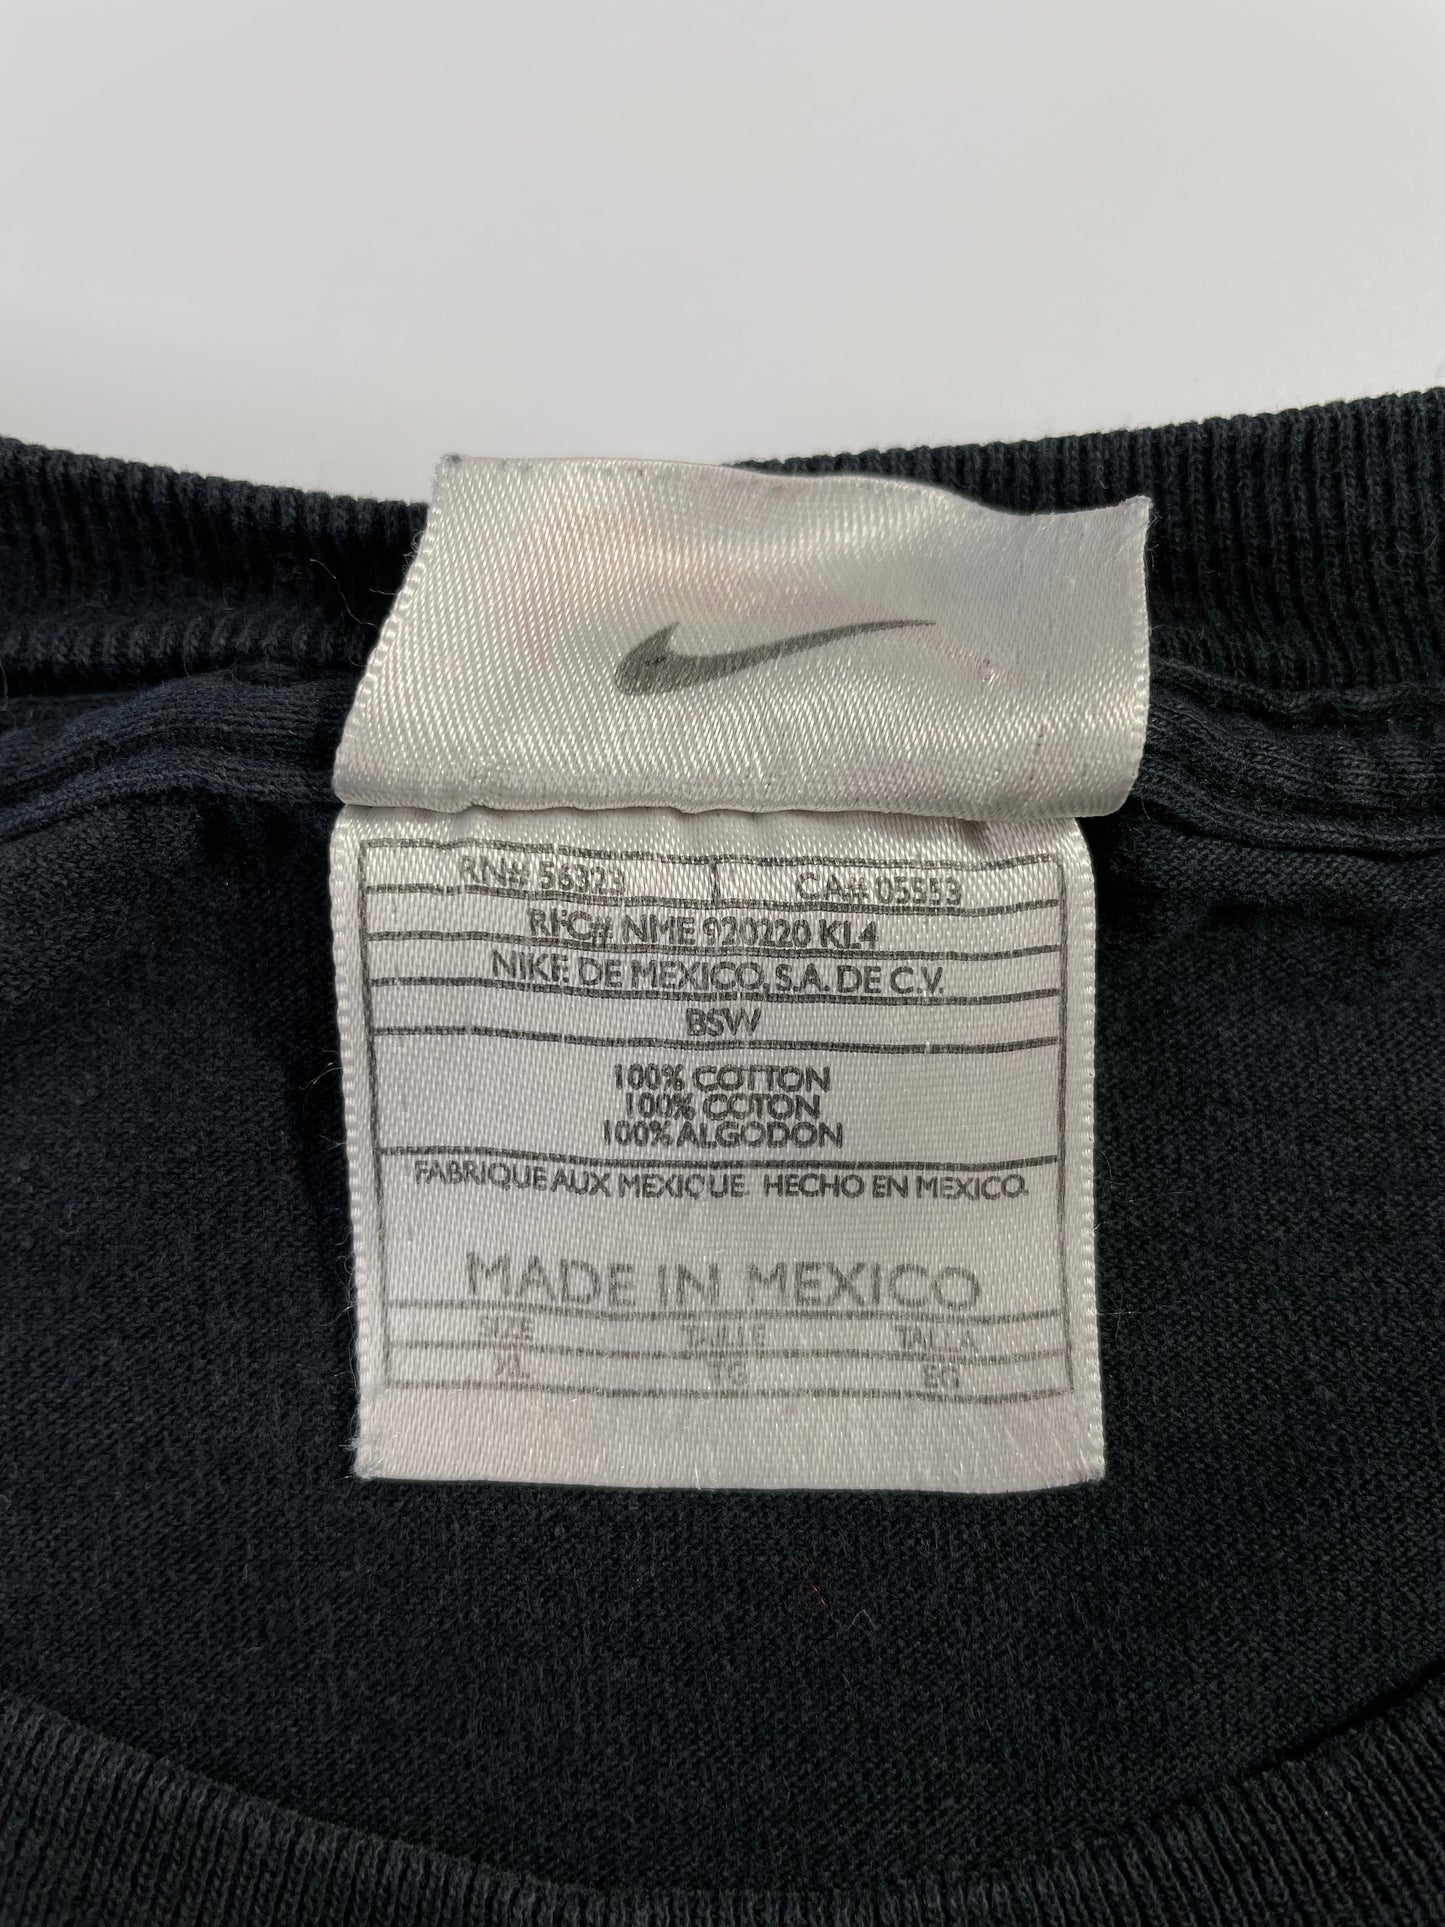 RN# 56323 CA# 05553
RFC# NME 920220 KL4
NIKE DE MEXICO, S.A. DE C.V.
BSW
100% COTTON
100% COTON
100% ALGODON
FABRIQUE AUX MEXIQUE HECHO EN MEXICO.
MADE IN MEXICO
SIZE TAILLE TALLA
XL TG EG